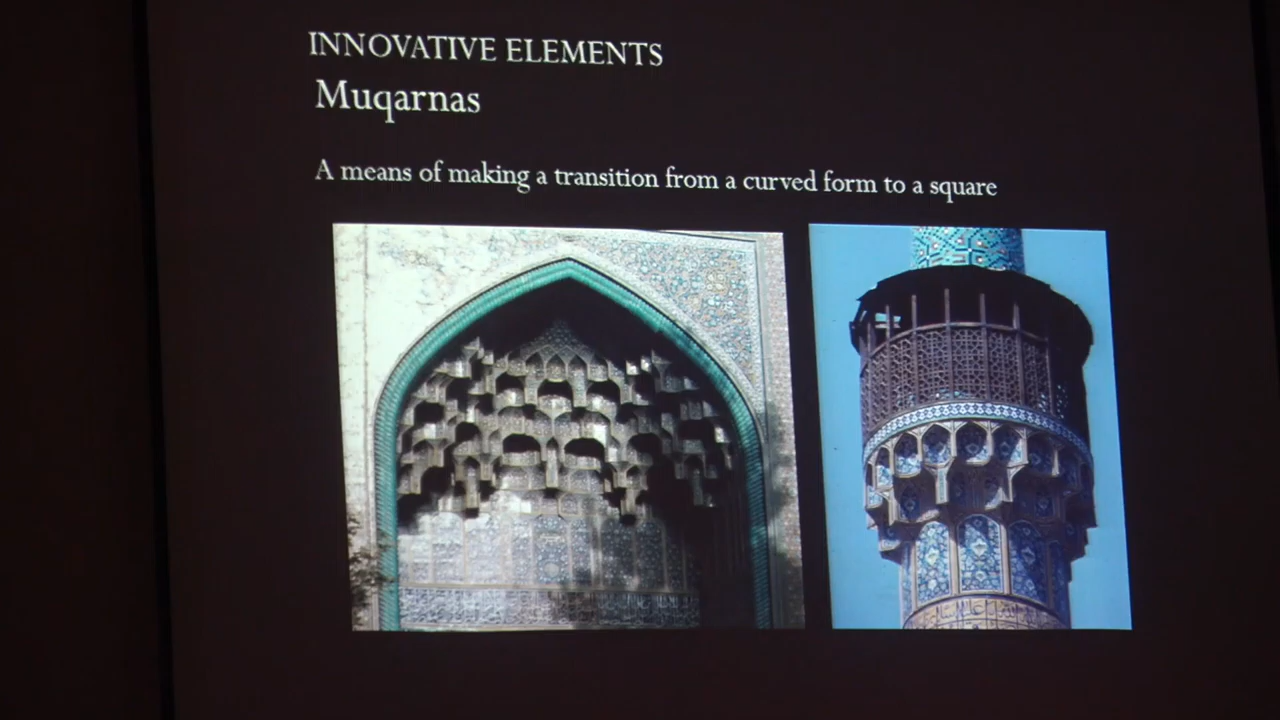 INNOVATIVE ELEMENTS
Muqarnas
A means of making a transition from a curved form to a square